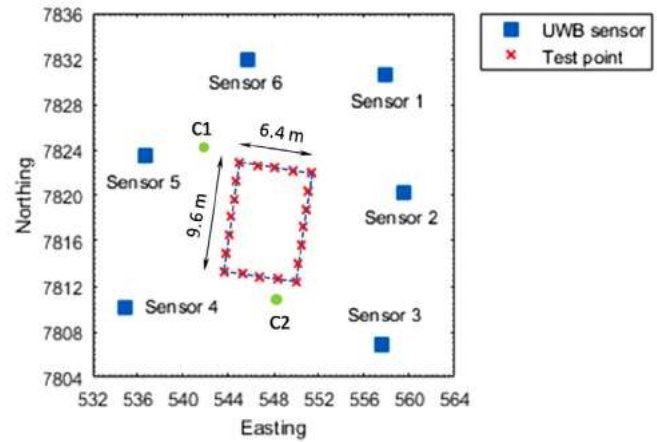 7836
7832
7828
7824
7820
7816
7812
7808
7804
Northing
532 536 540 544 548 552 556 560 564
Easting
Sensor 6
Sensor 1
C1
6.4 m
Sensor 5
9.6 m
Sensor 2
Sensor 4
C2
Sensor 3
UWB sensor
Test point